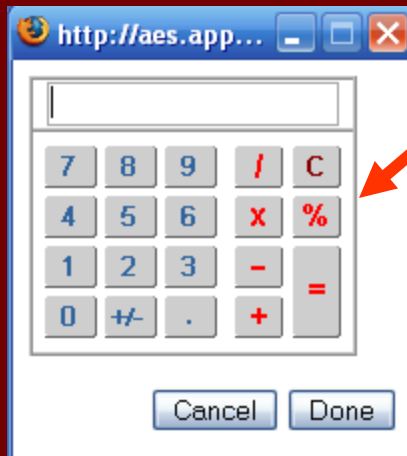 http://aes.app...
7 8 9 / C
4 5 6 x %
1 2 3 - =
0 +/- . +
Cancel Done